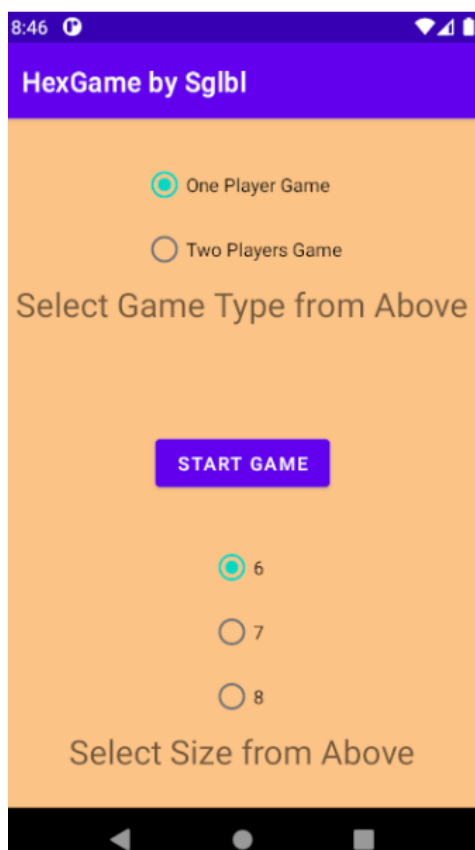 8:46
HexGame by Sglbl
One Player Game
Two Players Game
Select Game Type from Above
START GAME
6
7
8
Select Size from Above